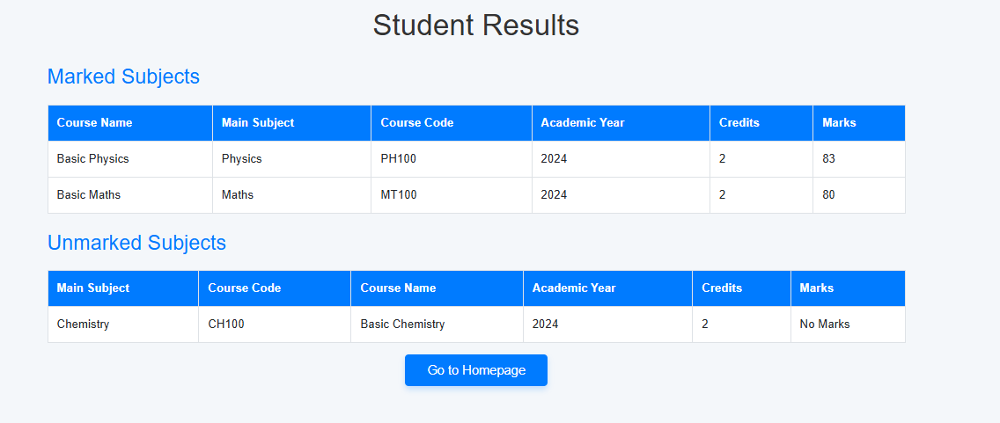 Student Results
Marked Subjects
Course Name Main Subject Course Code Academic Year Credits Marks
Basic Physics Physics PH100 2024 2 83
Basic Maths Maths MT100 2024 2 80
Unmarked Subjects
Main Subject Course Code Course Name Academic Year Credits Marks
Chemistry CH100 Basic Chemistry 2024 2 No Marks
Go to Homepage